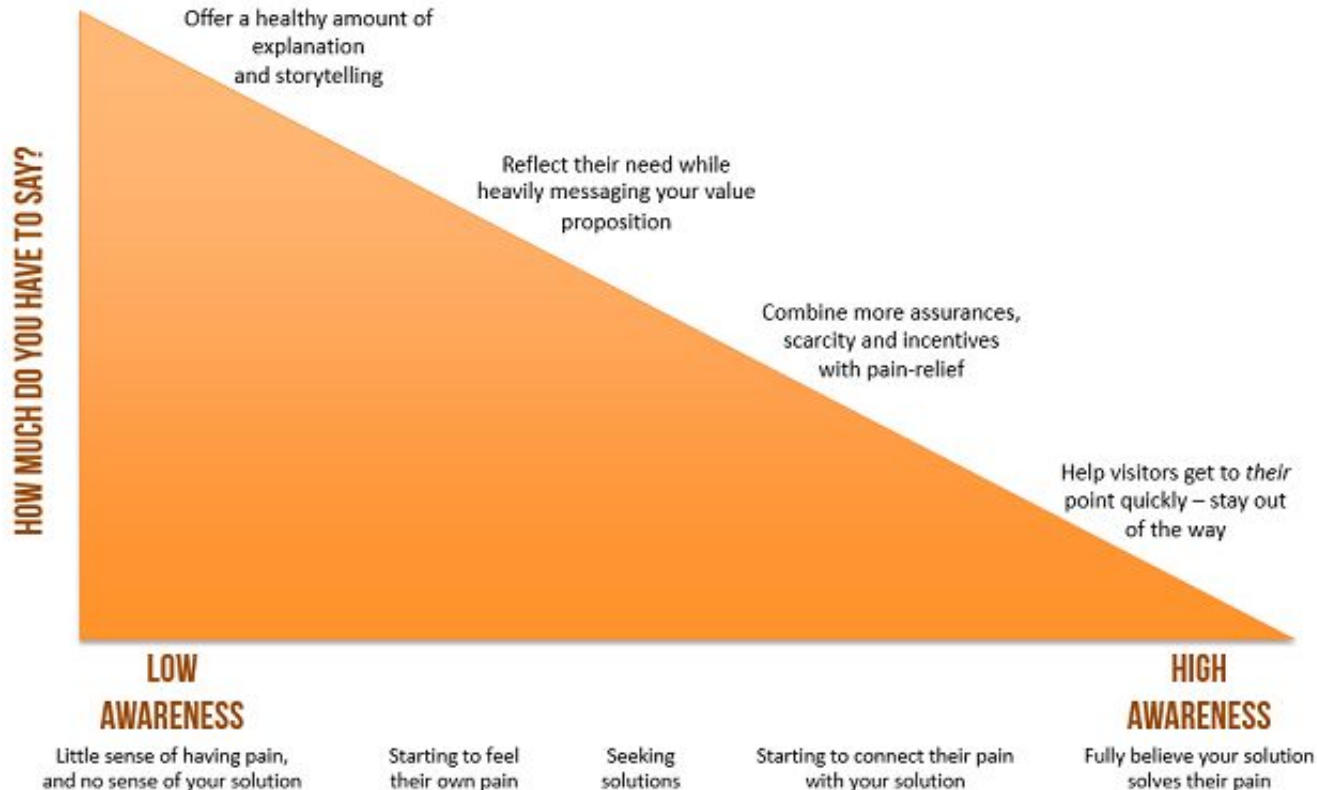 Offer a healthy amount of
explanation
and storytelling
Reflect their need while
heavily messaging your value
proposition
Combine more assurances,
scarcity and incentives
with pain-relief
Help visitors get to their
point quickly – stay out
of the way
HOW MUCH DO YOU HAVE TO SAY?
LOW
AWARENESS
HIGH
AWARENESS
Little sense of having pain,
and no sense of your solution
Starting to feel
their own pain
Seeking
solutions
Starting to connect their pain
with your solution
Fully believe your solution
solves their pain